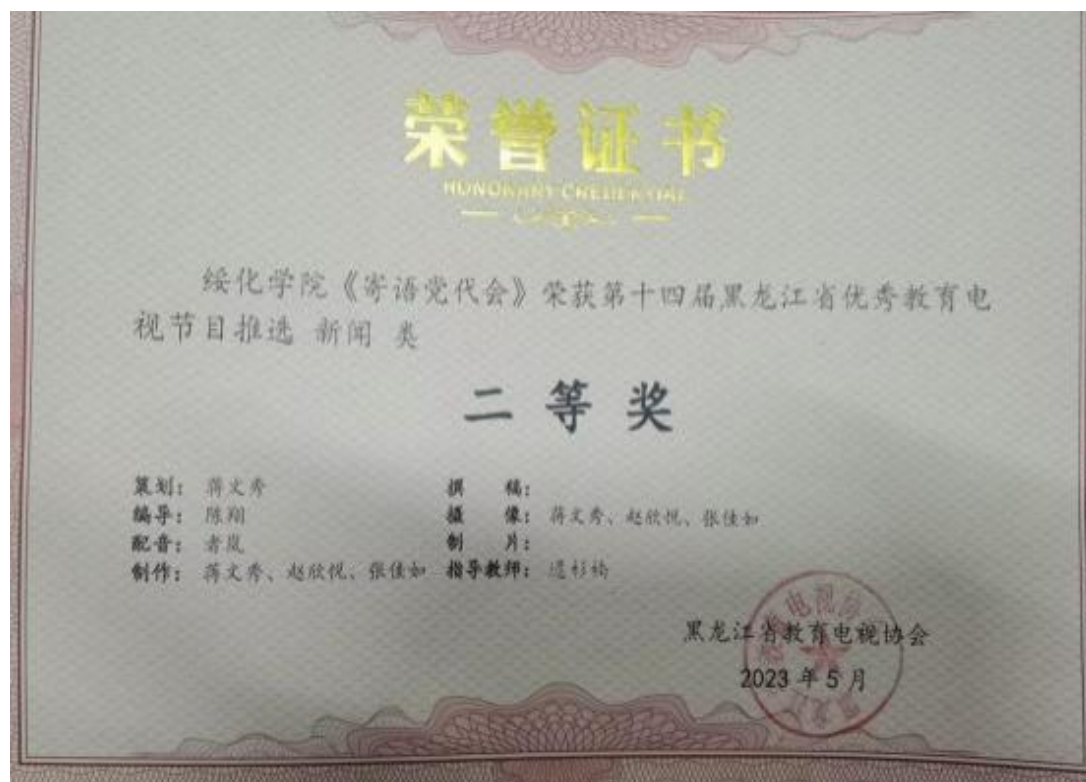 荣誉证书
HONORARY CREDENTIAL
绥化学院《寄语党代会》荣获第十四届黑龙江省优秀教育电
视节目推选 新闻 类
二等奖
策划： 蒋文秀 撰 稿：
编导： 陈翔 摄 像： 蒋文秀、赵欣悦、张佳如
配音： 者岚 制 片：
制作： 蒋文秀、赵欣悦、张佳如 指导教师：
黑龙江省教育电视协会
2023 年 5 月